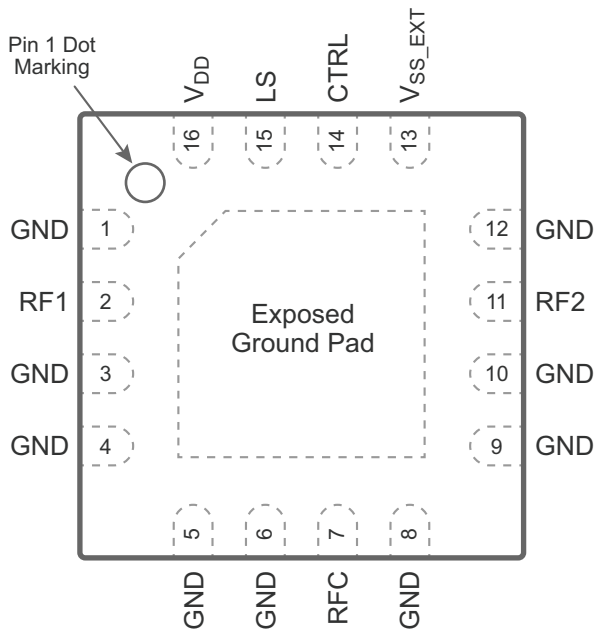 Pin 1 Dot
Marking
VDD
LS
CTRL
VSS_EXT
16
15
14
13
GND 1
12 GND
RF1 2
11 RF2
Exposed
Ground Pad
GND 3
10 GND
GND 4
9 GND
5
6
7
8
GND
GND
RFC
GND